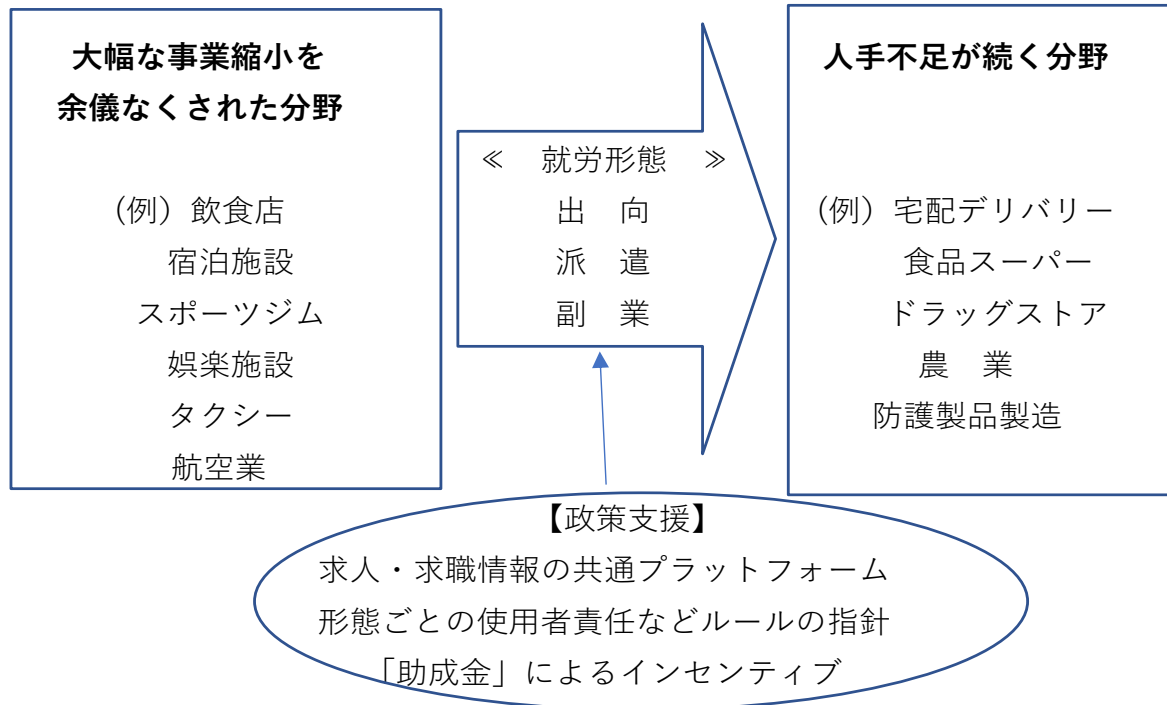 大幅な事業縮小を
余儀なくされた分野
(例)飲食店
宿泊施設
スポーツジム
娯楽施設
タクシー
航空業
≪ 就労形態 ≫
出 向
派 遣
副 業
人手不足が続く分野
(例)宅配デリバリー
食品スーパー
ドラッグストア
農 業
防護製品製造
【政策支援】
求人・求職情報の共通プラットフォーム
形態ごとの使用者責任などルールの指針
「助成金」によるインセンティブ